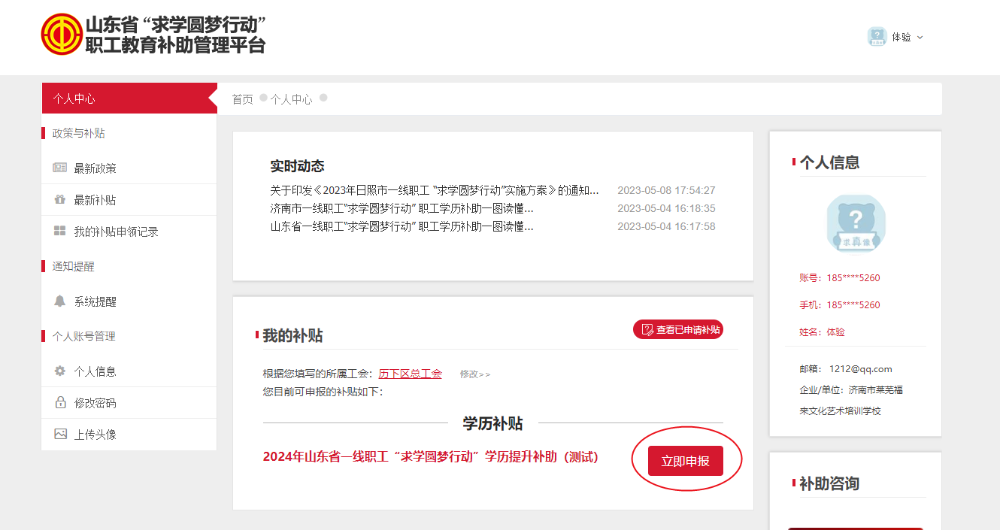 山东省“求学圆梦行动”
职工教育补助管理平台
体验
个人中心
首页 个人中心
政策与补贴
最新政策
最新补贴
我的补贴申领记录
通知提醒
系统提醒
个人账号管理
个人信息
修改密码
上传头像
实时动态
关于印发《2023年日照市一线职工 “求学圆梦行动”实施方案》的通知... 2023-05-08 17:54:27
济南市一线职工“求学圆梦行动” 职工学历补助一图读懂... 2023-05-04 16:18:35
山东省一线职工“求学圆梦行动” 职工学历补助一图读懂... 2023-05-04 16:17:58
我的补贴
查看已申请补贴
根据您填写的所属工会：历下区总工会 修改>>
您目前可申报的补贴如下：
学历补贴
2024年山东省一线职工“求学圆梦行动”学历提升补助（测试）
立即申报
个人信息
?
求真像
账号：185****5260
手机：185****5260
姓名：体验
邮箱： 1212@qq.com
企业/单位：济南市莱芜福
来文化艺术培训学校
补助咨询